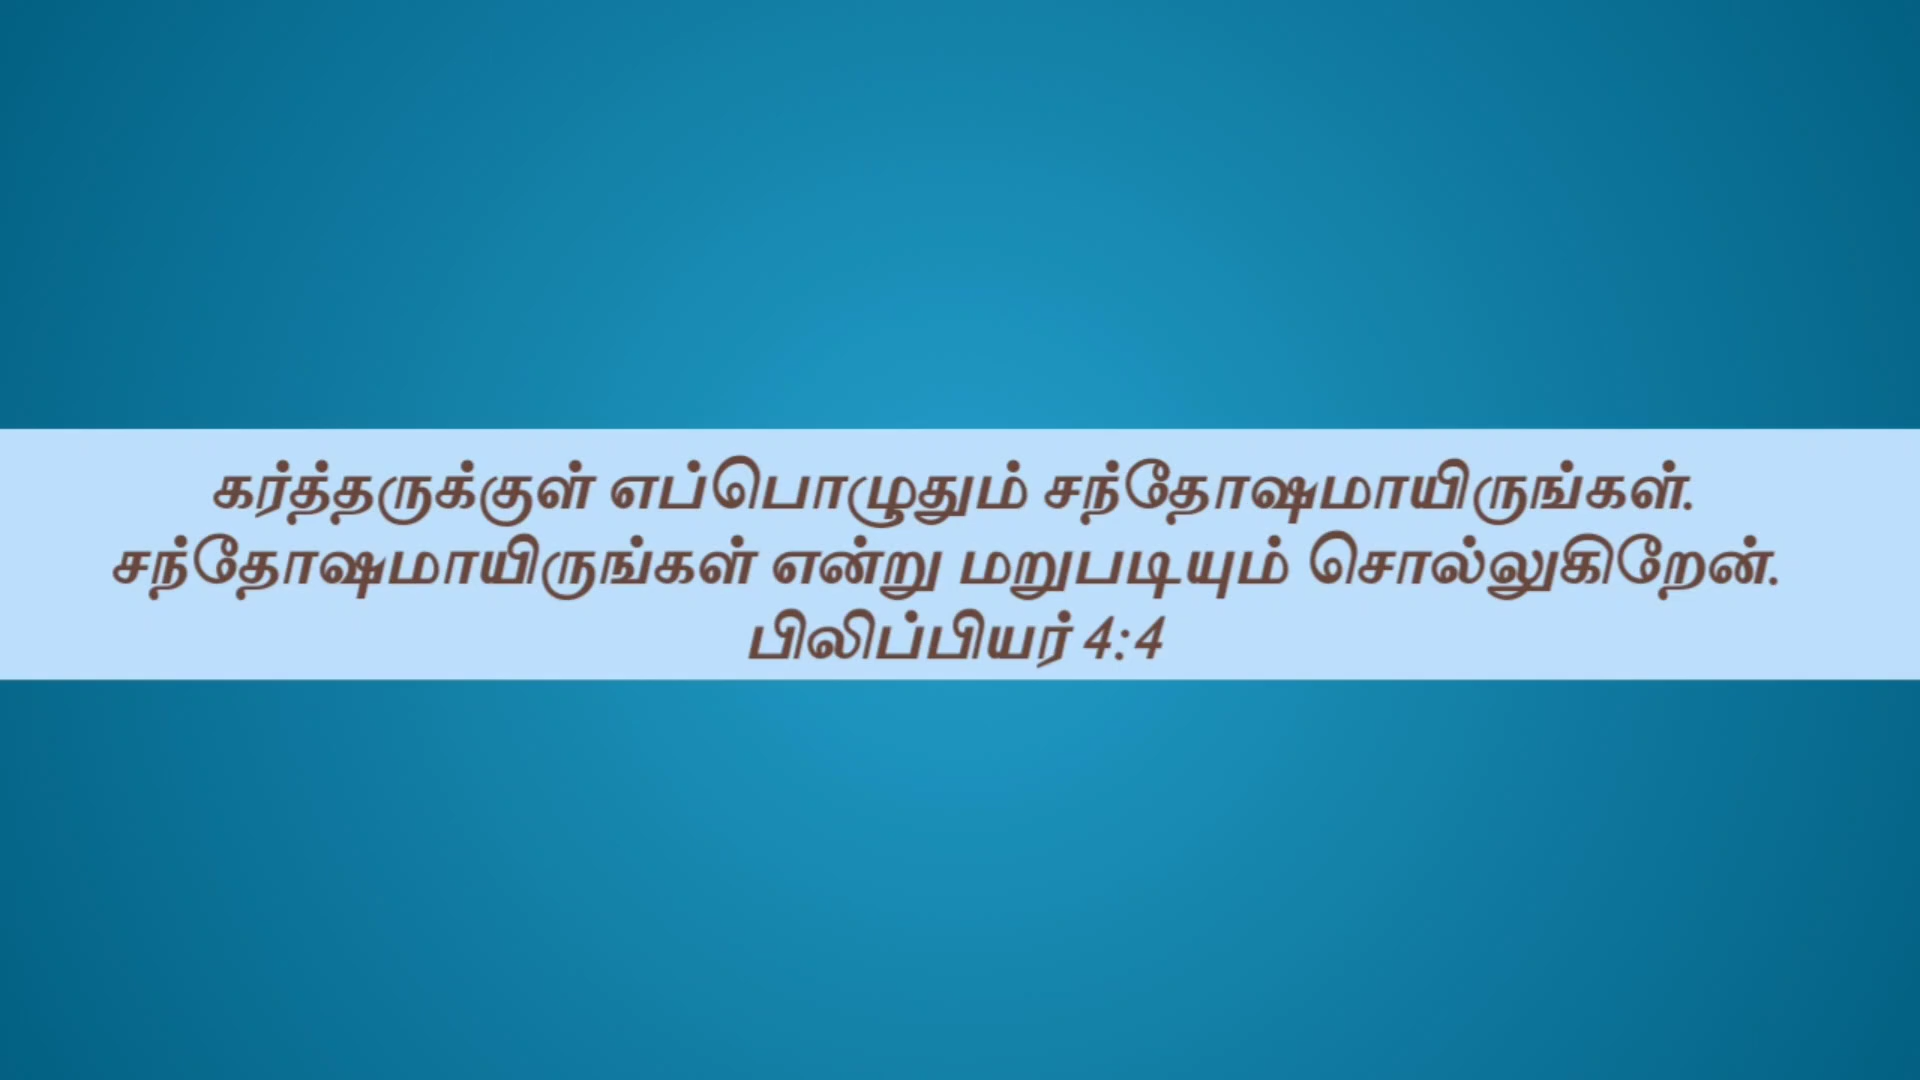 கர்த்தருக்குள் எப்பொழுதும் சந்தோஷமாயிருங்கள்.
சந்தோஷமாயிருங்கள் என்று மறுபடியும் சொல்லுகிறேன்.
பிலிப்பியர் 4:4